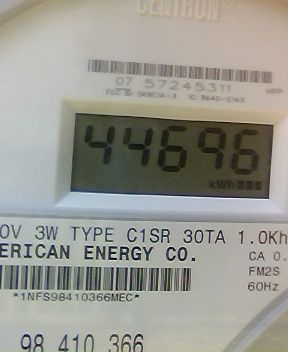 CENTRON®
07 57245311
44696
kWh
0V 3W TYPE C1SR 30TA 1.0Kh
ERICAN ENERGY CO.
CA 0.
FM2S
*1NFS98410366MEC*
60Hz
98 410 366